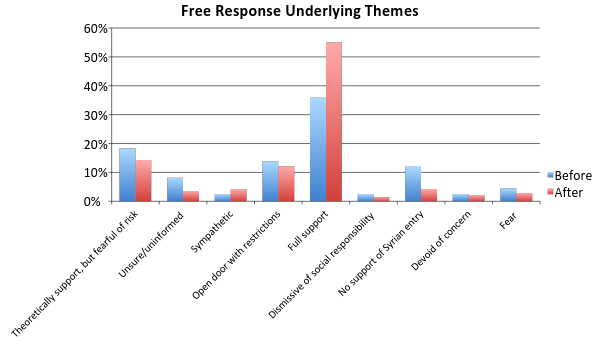 Free Response Underlying Themes
60%
50%
40%
30%
20%
10%
0%
Before
After
Theoretically support, but fearful of risk
Unsure/uninformed
Sympathetic
Open door with restrictions
Full support
Dismissive of social responsibility
No support of Syrian entry
Devoid of concern
Fear